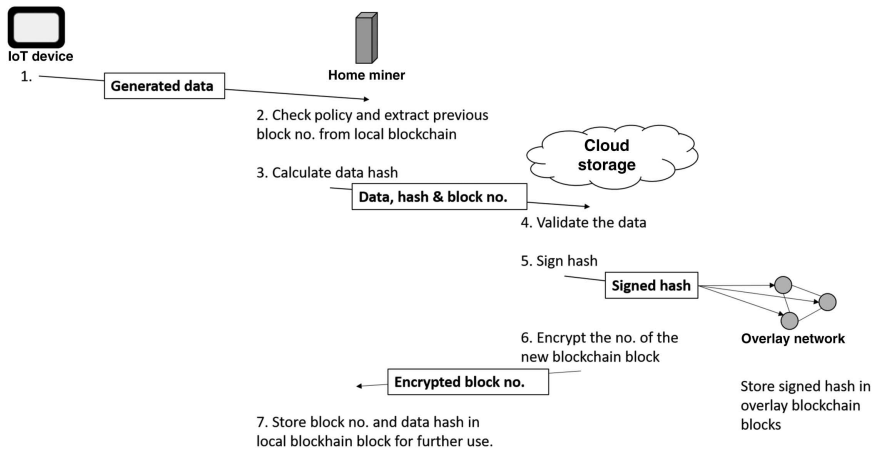 IoT device
Home miner
1.
Generated data
2. Check policy and extract previous
block no. from local blockchain
Cloud
storage
3. Calculate data hash
Data, hash & block no.
4. Validate the data
5. Sign hash
Signed hash
Overlay network
6. Encrypt the no. of the
new blockchain block
Encrypted block no.
Store signed hash in
overlay blockchain
blocks
7. Store block no. and data hash in
local blockhain block for further use.